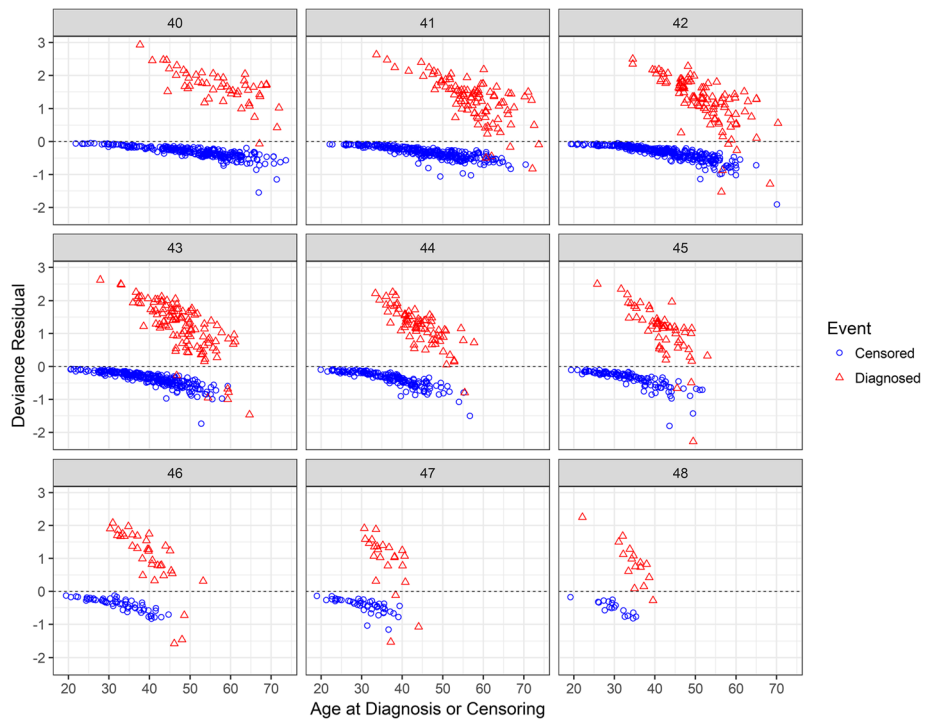 40 41 42
3
2
1
0
-1
-2
43 44 45
3
2
1
0
-1
-2
46 47 48
3
2
1
0
-1
-2
20 30 40 50 60 70 20 30 40 50 60 70 20 30 40 50 60 70
Age at Diagnosis or Censoring
Deviance Residual
Event
Censored
Diagnosed